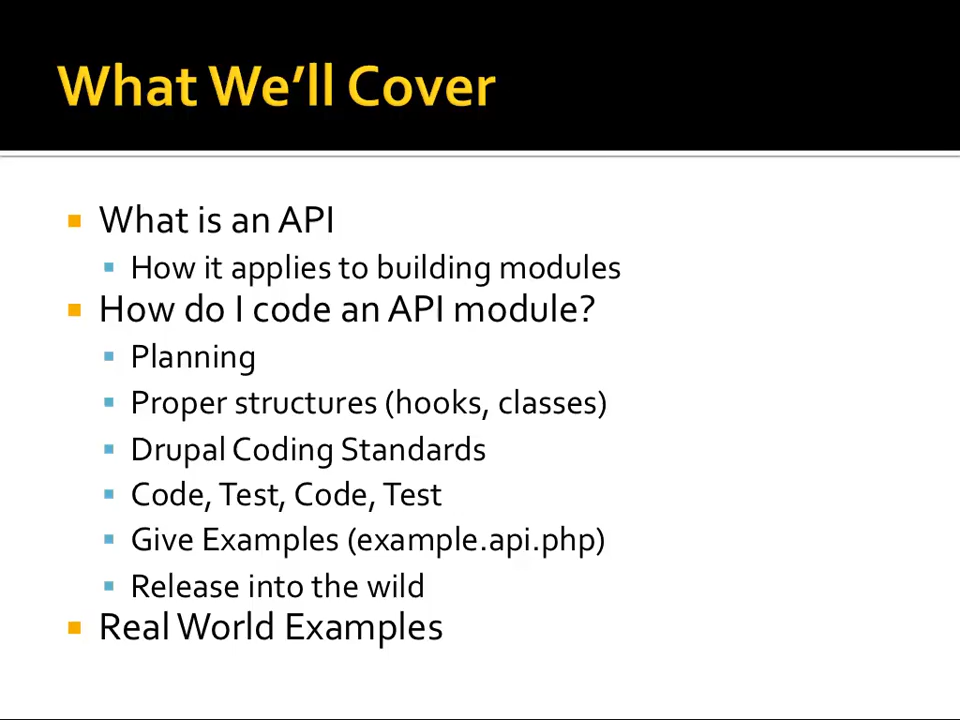 What We’ll Cover
What is an API
How it applies to building modules
How do I code an API module?
Planning
Proper structures (hooks, classes)
Drupal Coding Standards
Code, Test, Code, Test
Give Examples (example.api.php)
Release into the wild
Real World Examples